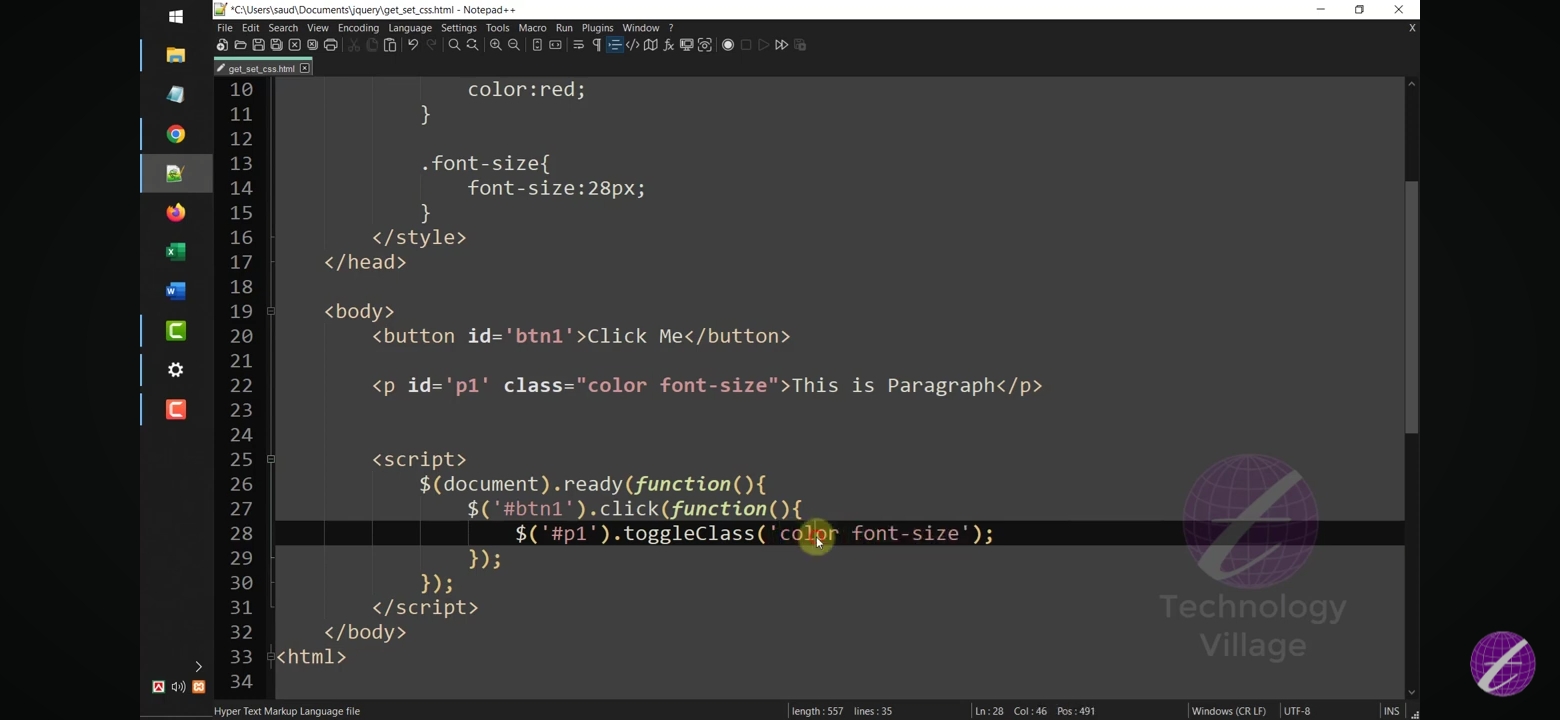 *C:\Users\saud\Documents\jquery\get_set_css.html - Notepad++
File Edit Search View Encoding Language Settings Tools Macro Run Plugins Window ? X
get_set_css.html
10 color:red;
11 }
12
13 .font-size{
14 font-size:28px;
15 }
16 </style>
17 </head>
18
19 <body>
20 <button id='btn1'>Click Me</button>
21
22 <p id='p1' class="color font-size">This is Paragraph</p>
23
24
25 <script>
26 $(document).ready(function(){
27 $('#btn1').click(function(){
28 $('#p1').toggleClass('color font-size');
29 });
30 });
31 </script>
32 </body>
33 <html>
34
Technology
Village
Hyper Text Markup Language file length : 557 lines : 35 Ln : 28 Col : 46 Pos : 491 Windows (CR LF) UTF-8 INS